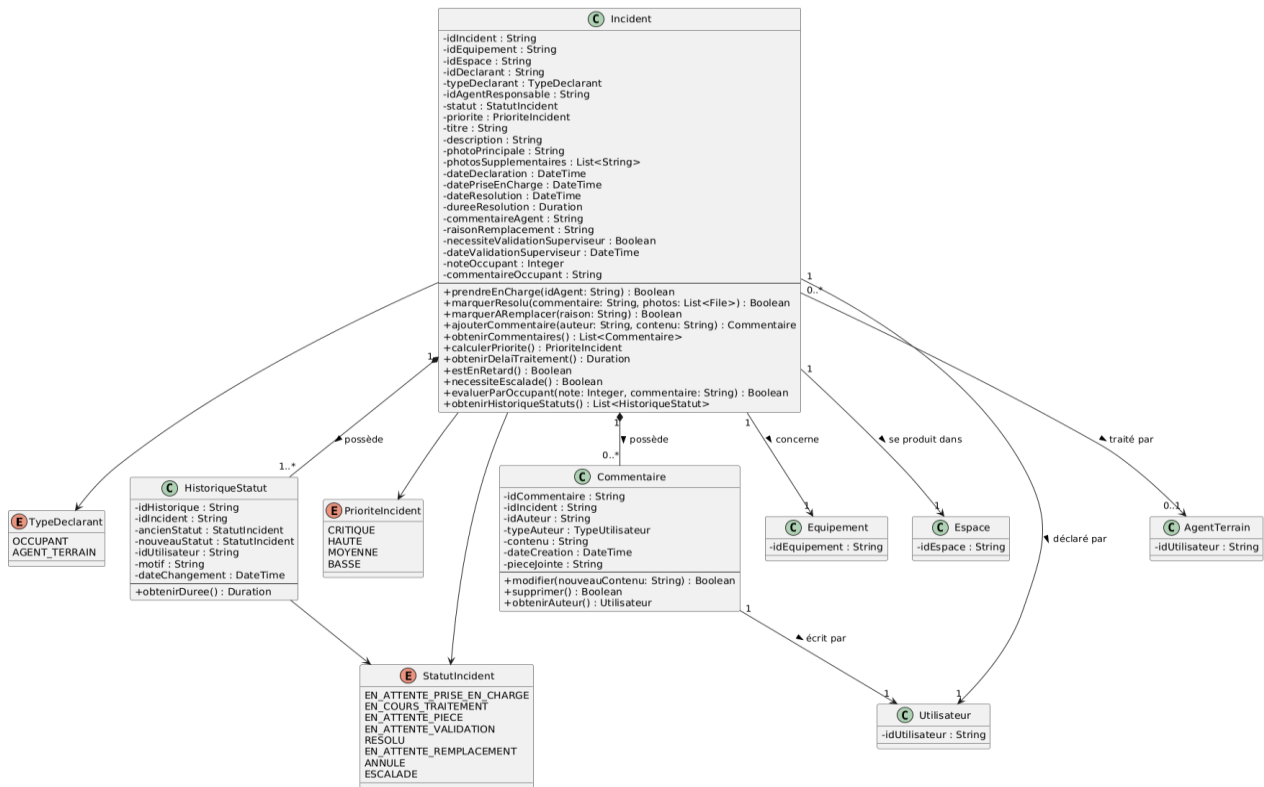 C Incident
-idIncident : String
-idEquipement : String
-idEspace : String
-idDeclarant : String
-typeDeclarant : TypeDeclarant
-idAgentResponsable : String
-statut : StatutIncident
-priorite : PrioriteIncident
-titre : String
-description : String
-photoPrincipale : String
-photosSupplementaires : List<String>
-dateDeclaration : DateTime
-datePriseEnCharge : DateTime
-dateResolution : DateTime
-dureeResolution : Duration
-commentaireAgent : String
-raisonRemplacement : String
-necessiteValidationSuperviseur : Boolean
-dateValidationSuperviseur : DateTime
-noteOccupant : Integer
-commentaireOccupant : String
+prendreEnCharge(idAgent: String) : Boolean
+marquerResolu(commentaire: String, photos: List<File>) : Boolean
+marquerARemplacer(raison: String) : Boolean
+ajouterCommentaire(auteur: String, contenu: String) : Commentaire
+obtenirCommentaires() : List<Commentaire>
+calculerPriorite() : PrioriteIncident
+obtenirDelaiTraitement() : Duration
+estEnRetard() : Boolean
+necessiteEscalade() : Boolean
+evaluerParOccupant(note: Integer, commentaire: String) : Boolean
+obtenirHistoriqueStatuts() : List<HistoriqueStatut>
1
0..*
1
1
1
1
possède
possède
concerne
se produit dans
traité par
1..*
0..*
1
1
0..1
E TypeDeclarant
OCCUPANT
AGENT_TERRAIN
C HistoriqueStatut
-idHistorique : String
-idIncident : String
-ancienStatut : StatutIncident
-nouveauStatut : StatutIncident
-idUtilisateur : String
-motif : String
-dateChangement : DateTime
+obtenirDuree() : Duration
E PrioriteIncident
CRITIQUE
HAUTE
MOYENNE
BASSE
C Commentaire
-idCommentaire : String
-idIncident : String
-idAuteur : String
-typeAuteur : TypeUtilisateur
-contenu : String
-dateCreation : DateTime
-pieceJointe : String
+modifier(nouveauContenu: String) : Boolean
+supprimer() : Boolean
+obtenirAuteur() : Utilisateur
C Equipement
-idEquipement : String
C Espace
-idEspace : String
C AgentTerrain
-idUtilisateur : String
déclaré par
1
écrit par
1
1
E StatutIncident
EN_ATTENTE_PRISE_EN_CHARGE
EN_COURS_TRAITEMENT
EN_ATTENTE_PIECE
EN_ATTENTE_VALIDATION
RESOLU
EN_ATTENTE_REMPLACEMENT
ANNULE
ESCALADE
C Utilisateur
-idUtilisateur : String